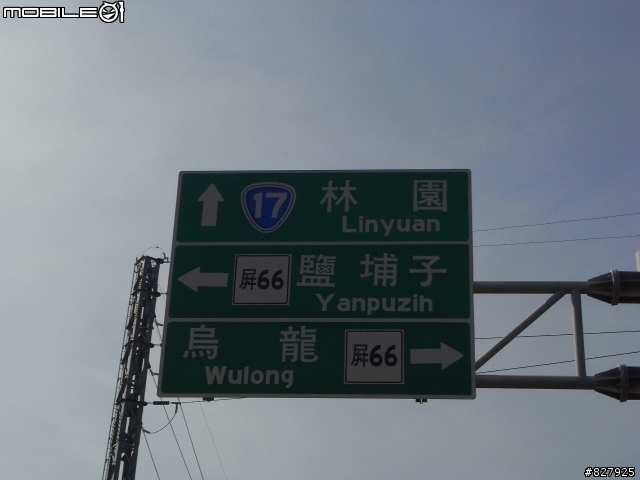 MOBILE01
17 林園
Linyuan
屏66 鹽埔子
Yanpuzih
烏龍 屏66
Wulong
#827925